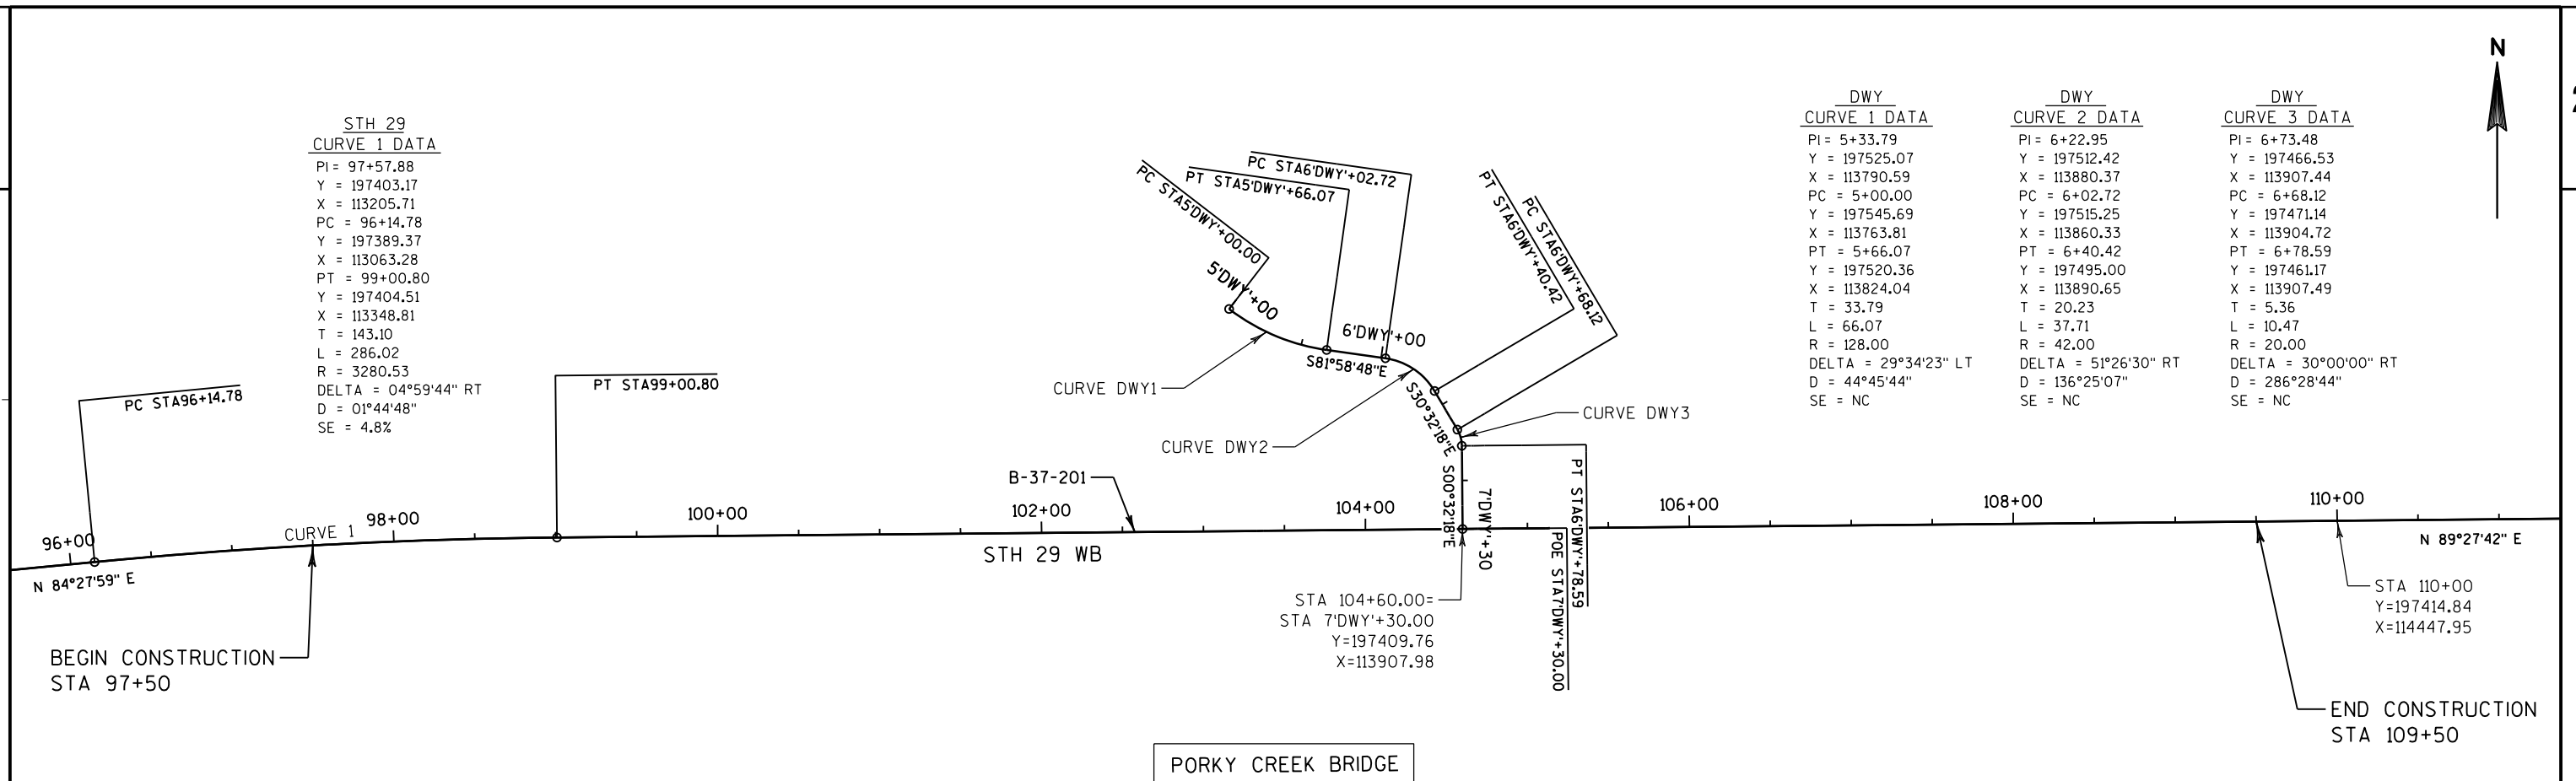 N
STH 29
CURVE 1 DATA
PI = 97+57.88
Y = 197403.17
X = 113205.71
PC = 96+14.78
Y = 197389.37
X = 113063.28
PT = 99+00.80
Y = 197404.51
X = 113348.81
T = 143.10
L = 286.02
R = 3280.53
DELTA = 04°59'44" RT
D = 01°44'48"
SE = 4.8%
DWY
CURVE 1 DATA
PI = 5+33.79
Y = 197525.07
X = 113790.59
PC = 5+00.00
Y = 197545.69
X = 113763.81
PT = 5+66.07
Y = 197520.36
X = 113824.04
T = 33.79
L = 66.07
R = 128.00
DELTA = 29°34'23" LT
D = 44°45'44"
SE = NC
DWY
CURVE 2 DATA
PI = 6+22.95
Y = 197512.42
X = 113880.37
PC = 6+02.72
Y = 197515.25
X = 113860.33
PT = 6+40.42
Y = 197495.00
X = 113890.65
T = 20.23
L = 37.71
R = 42.00
DELTA = 51°26'30" RT
D = 136°25'07"
SE = NC
DWY
CURVE 3 DATA
PI = 6+73.48
Y = 197466.53
X = 113907.44
PC = 6+68.12
Y = 197471.14
X = 113904.72
PT = 6+78.59
Y = 197461.17
X = 113907.49
T = 5.36
L = 10.47
R = 20.00
DELTA = 30°00'00" RT
D = 286°28'44"
SE = NC
PC STA5'DWY'+00.00
PT STA5'DWY'+66.07
PC STA6'DWY'+02.72
PT STA6'DWY'+40.42
PC STA6'DWY'+68.12
5'DWY'+00
6'DWY'+00
S81°58'48"E
S30°32'18"E
S00°32'18"E
7'DWY'+30
PT STA6'DWY'+78.59
POE STA7'DWY'+30.00
CURVE DWY1
CURVE DWY2
CURVE DWY3
PC STA96+14.78
PT STA99+00.80
B-37-201
96+00
CURVE 1
98+00
100+00
102+00
104+00
106+00
108+00
110+00
N 84°27'59" E
STH 29 WB
N 89°27'42" E
STA 104+60.00=
STA 7'DWY'+30.00
Y=197409.76
X=113907.98
STA 110+00
Y=197414.84
X=114447.95
BEGIN CONSTRUCTION
STA 97+50
END CONSTRUCTION
STA 109+50
PORKY CREEK BRIDGE